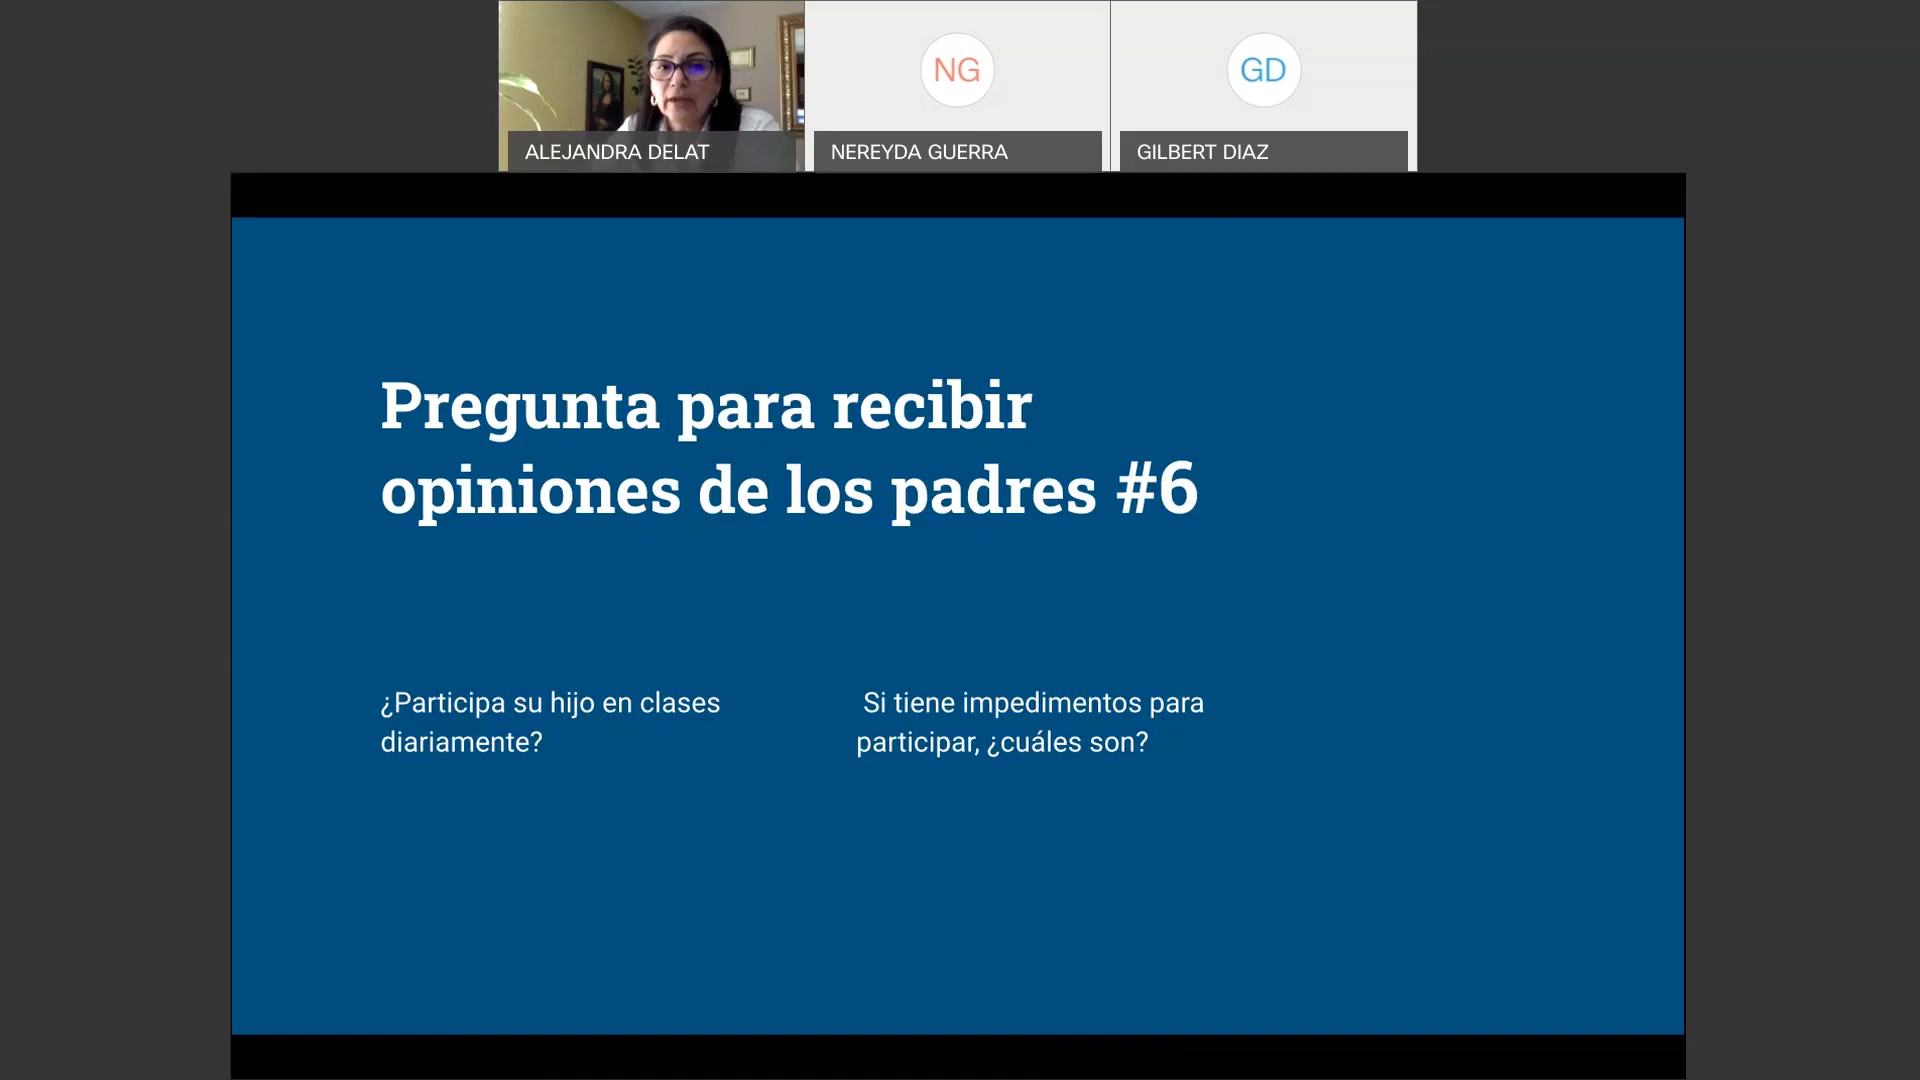 NG
GD
ALEJANDRA DELAT
NEREYDA GUERRA
GILBERT DIAZ
Pregunta para recibir
opiniones de los padres #6
¿Participa su hijo en clases
diariamente?
Si tiene impedimentos para
participar, ¿cuáles son?